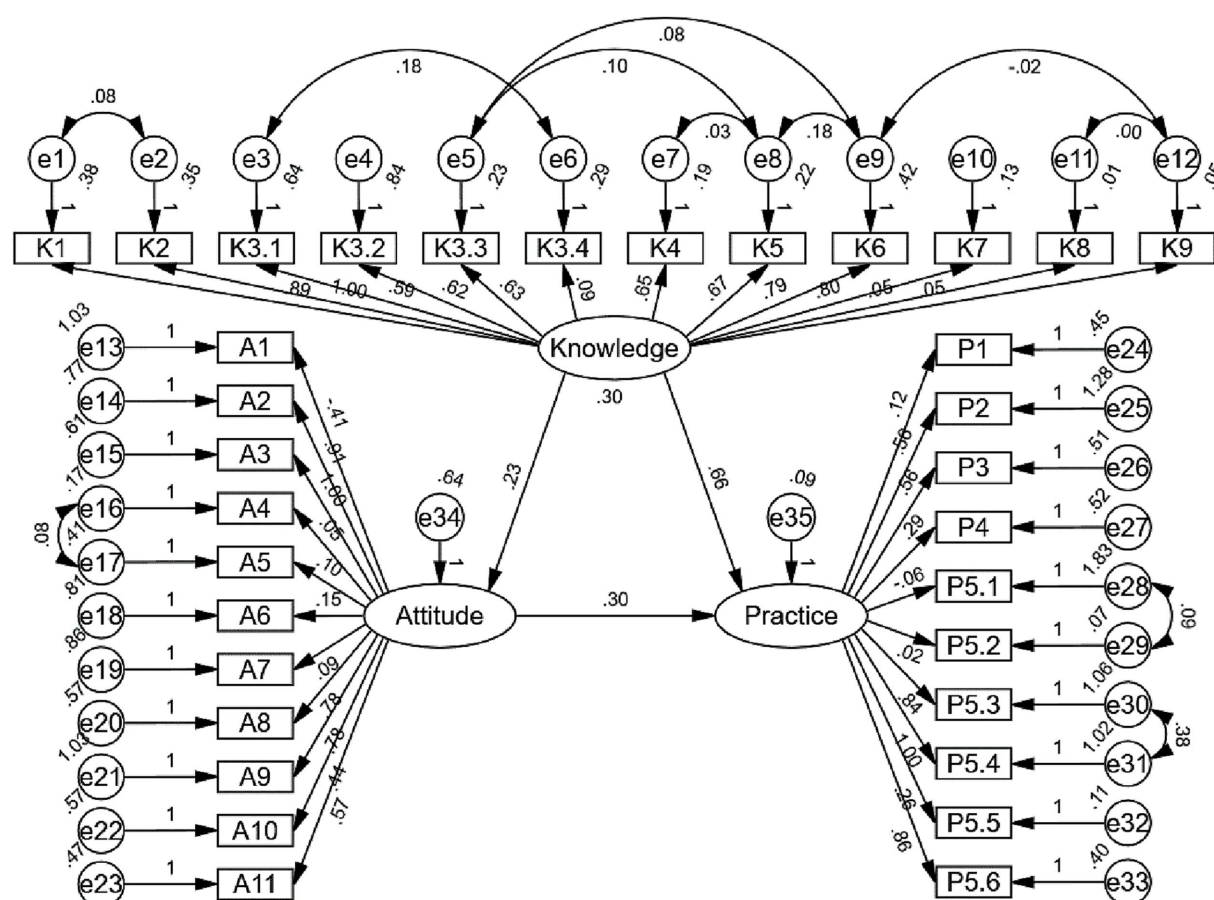 .08
.18
.10
-.02
.08
.03
.18
.00
e1 e2 e3 e4 e5 e6 e7 e8 e9 e10 e11 e12
.38 .35 .64 .84 .23 .29 .19 .22 .42 .13 .01 .05
1 1 1 1 1 1 1 1 1 1 1 1
K1 K2 K3.1 K3.2 K3.3 K3.4 K4 K5 K6 K7 K8 K9
.89 1.00 .59 .62 .63 .09 .65 .67 .79 .80 .05 .05
Knowledge
.30
1.03
e13 1 A1
.77
e14 1 A2
.61
e15 1 A3
.17
e16 1 A4
.41
.08
e17 1 A5
.81
e18 1 A6
.86
e19 1 A7
.57
e20 1 A8
1.03
e21 1 A9
.57
e22 1 A10
.47
e23 1 A11
-.41
.91
1.00
.05
.10
.15
.09
.78
.78
.44
.57
.23
.66
.64
e34
1
Attitude
.30
.09
e35
1
Practice
.12
.56
.56
.29
-.06
.02
.84
1.00
.26
.86
P1 1 e24 .45
P2 1 e25 1.28
P3 1 e26 .51
P4 1 e27 .52
P5.1 1 e28 1.83
P5.2 1 e29 .07
.09
P5.3 1 e30 1.06
P5.4 1 e31 1.02
.38
P5.5 1 e32 .11
P5.6 1 e33 .40